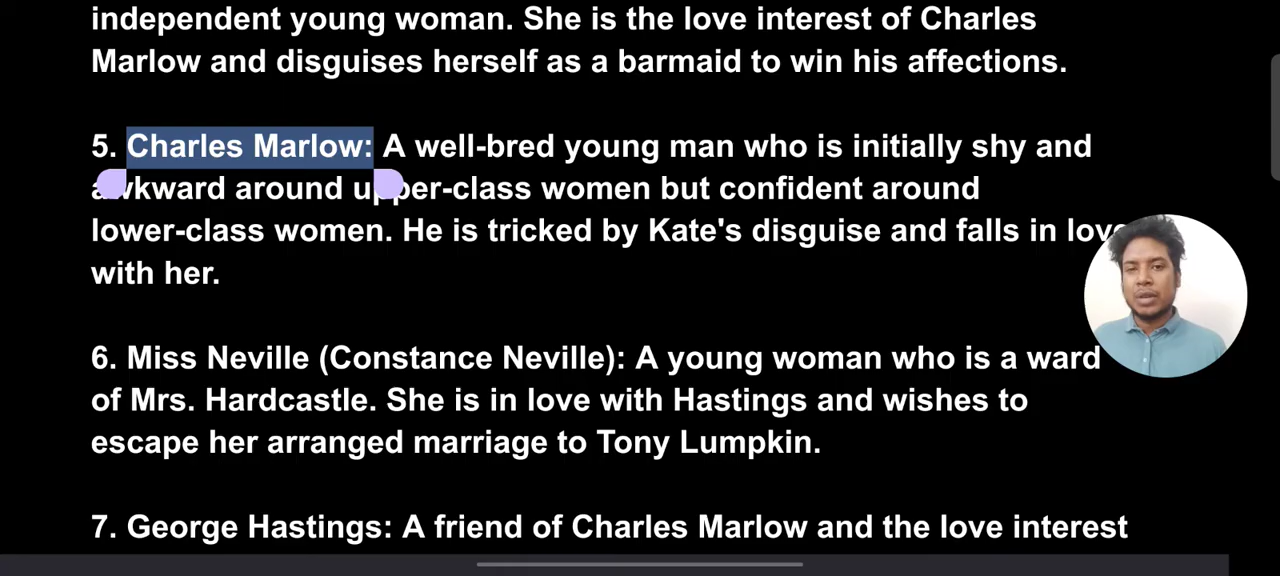 independent young woman. She is the love interest of Charles
Marlow and disguises herself as a barmaid to win his affections.
5. Charles Marlow: A well-bred young man who is initially shy and
awkward around upper-class women but confident around
lower-class women. He is tricked by Kate's disguise and falls in love
with her.
6. Miss Neville (Constance Neville): A young woman who is a ward
of Mrs. Hardcastle. She is in love with Hastings and wishes to
escape her arranged marriage to Tony Lumpkin.
7. George Hastings: A friend of Charles Marlow and the love interest